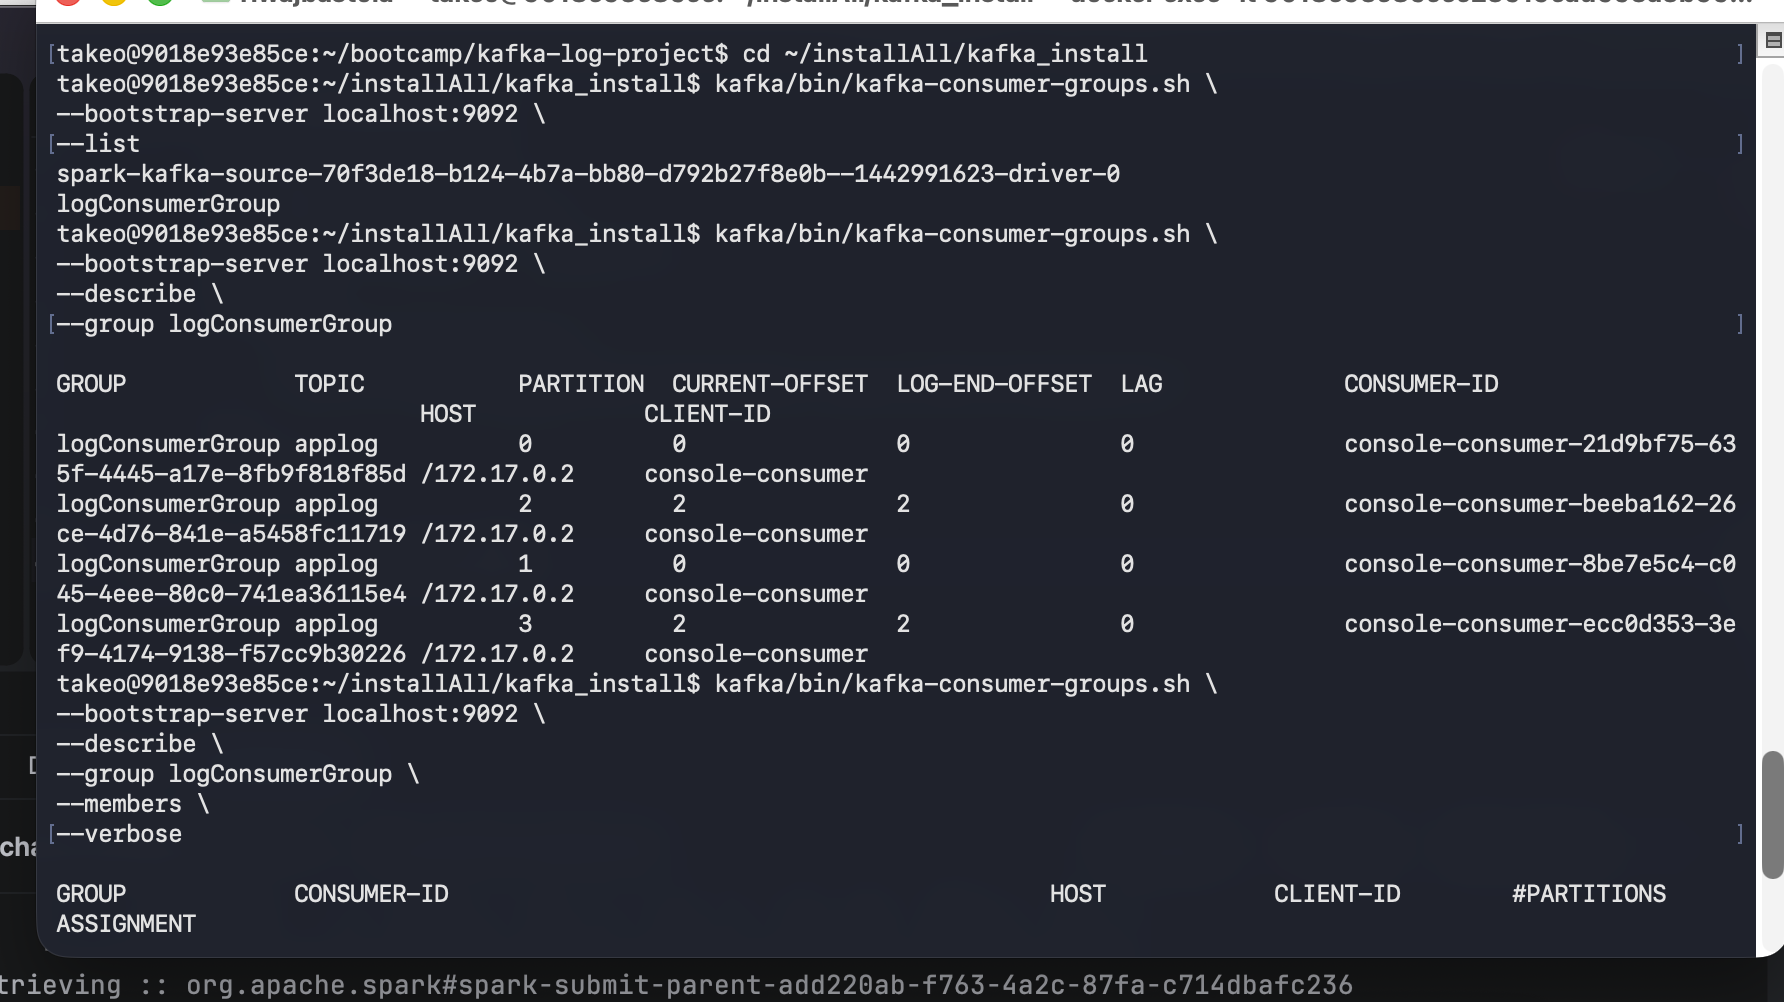 [takeo@9018e93e85ce:~/bootcamp/kafka-log-project$ cd ~/installAll/kafka_install ]
takeo@9018e93e85ce:~/installAll/kafka_install$ kafka/bin/kafka-consumer-groups.sh \
--bootstrap-server localhost:9092 \
[--list ]
spark-kafka-source-70f3de18-b124-4b7a-bb80-d792b27f8e0b--1442991623-driver-0
logConsumerGroup
takeo@9018e93e85ce:~/installAll/kafka_install$ kafka/bin/kafka-consumer-groups.sh \
--bootstrap-server localhost:9092 \
--describe \
[--group logConsumerGroup ]
GROUP TOPIC PARTITION CURRENT-OFFSET LOG-END-OFFSET LAG CONSUMER-ID
HOST CLIENT-ID
logConsumerGroup applog 0 0 0 0 console-consumer-21d9bf75-63
5f-4445-a17e-8fb9f818f85d /172.17.0.2 console-consumer
logConsumerGroup applog 2 2 2 0 console-consumer-beeba162-26
ce-4d76-841e-a5458fc11719 /172.17.0.2 console-consumer
logConsumerGroup applog 1 0 0 0 console-consumer-8be7e5c4-c0
45-4eee-80c0-741ea36115e4 /172.17.0.2 console-consumer
logConsumerGroup applog 3 2 2 0 console-consumer-ecc0d353-3e
f9-4174-9138-f57cc9b30226 /172.17.0.2 console-consumer
takeo@9018e93e85ce:~/installAll/kafka_install$ kafka/bin/kafka-consumer-groups.sh \
--bootstrap-server localhost:9092 \
--describe \
--group logConsumerGroup \
--members \
[--verbose ]
GROUP CONSUMER-ID HOST CLIENT-ID #PARTITIONS
ASSIGNMENT
cha
trieving :: org.apache.spark#spark-submit-parent-add220ab-f763-4a2c-87fa-c714dbafc236